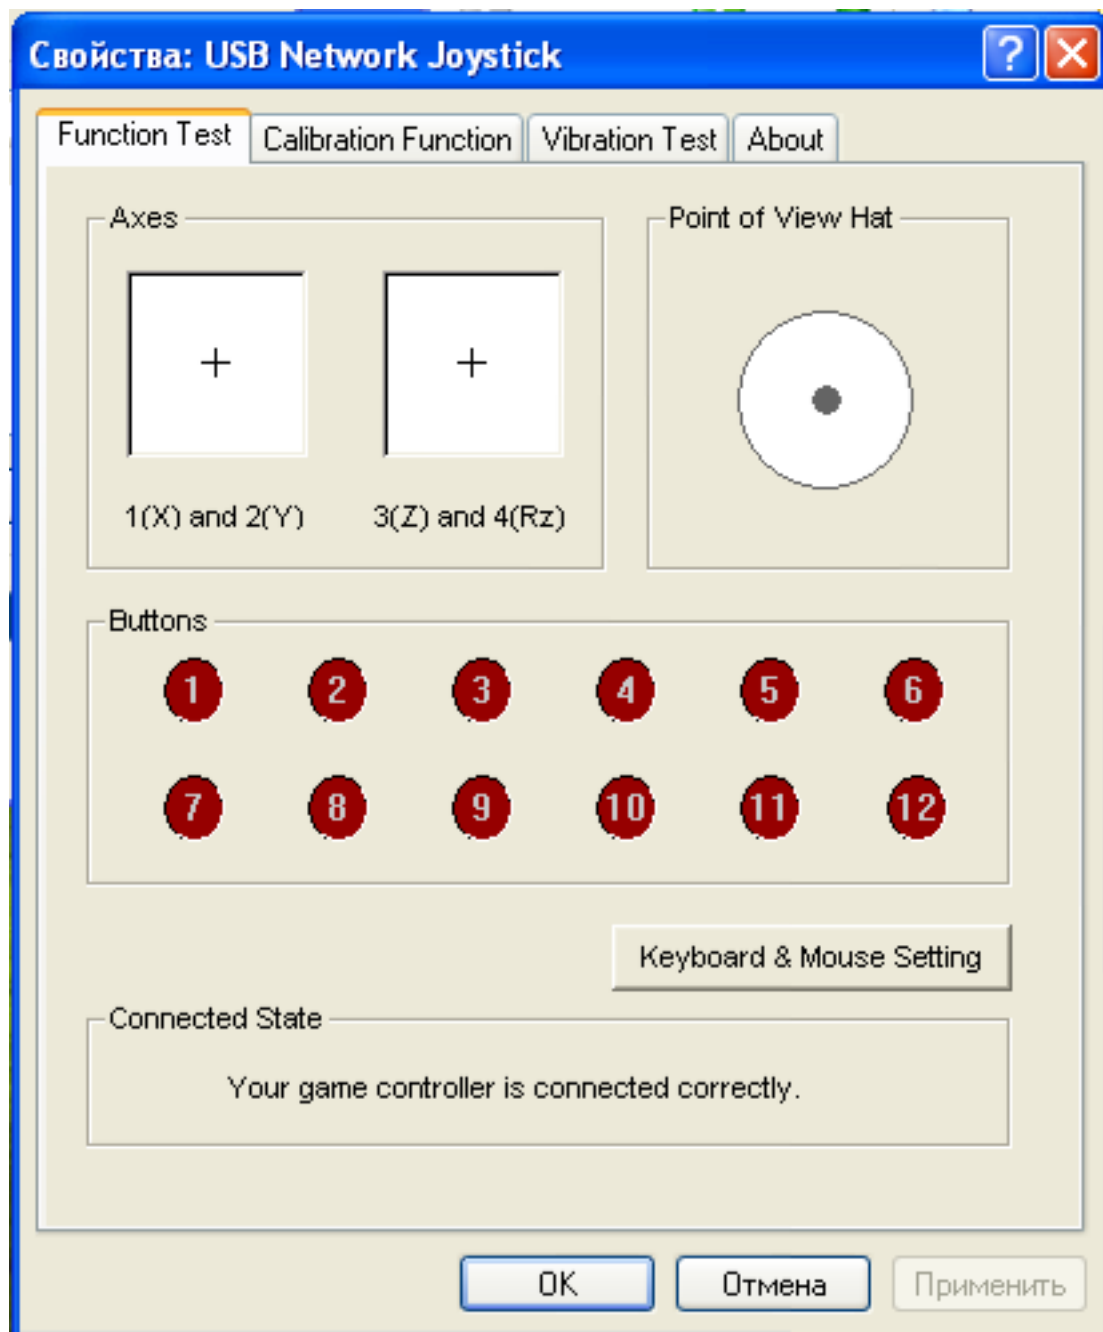 Свойства: USB Network Joystick
?
Function Test Calibration Function Vibration Test About
Axes Point of View Hat
1(X) and 2(Y) 3(Z) and 4(Rz)
Buttons
1 2 3 4 5 6
7 8 9 10 11 12
Keyboard & Mouse Setting
Connected State
Your game controller is connected correctly.
OK Отмена Применить